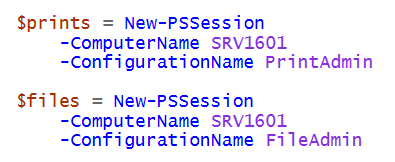 $prints = New-PSSession
-ComputerName SRV1601
-ConfigurationName PrintAdmin
$files = New-PSSession
-ComputerName SRV1601
-ConfigurationName FileAdmin